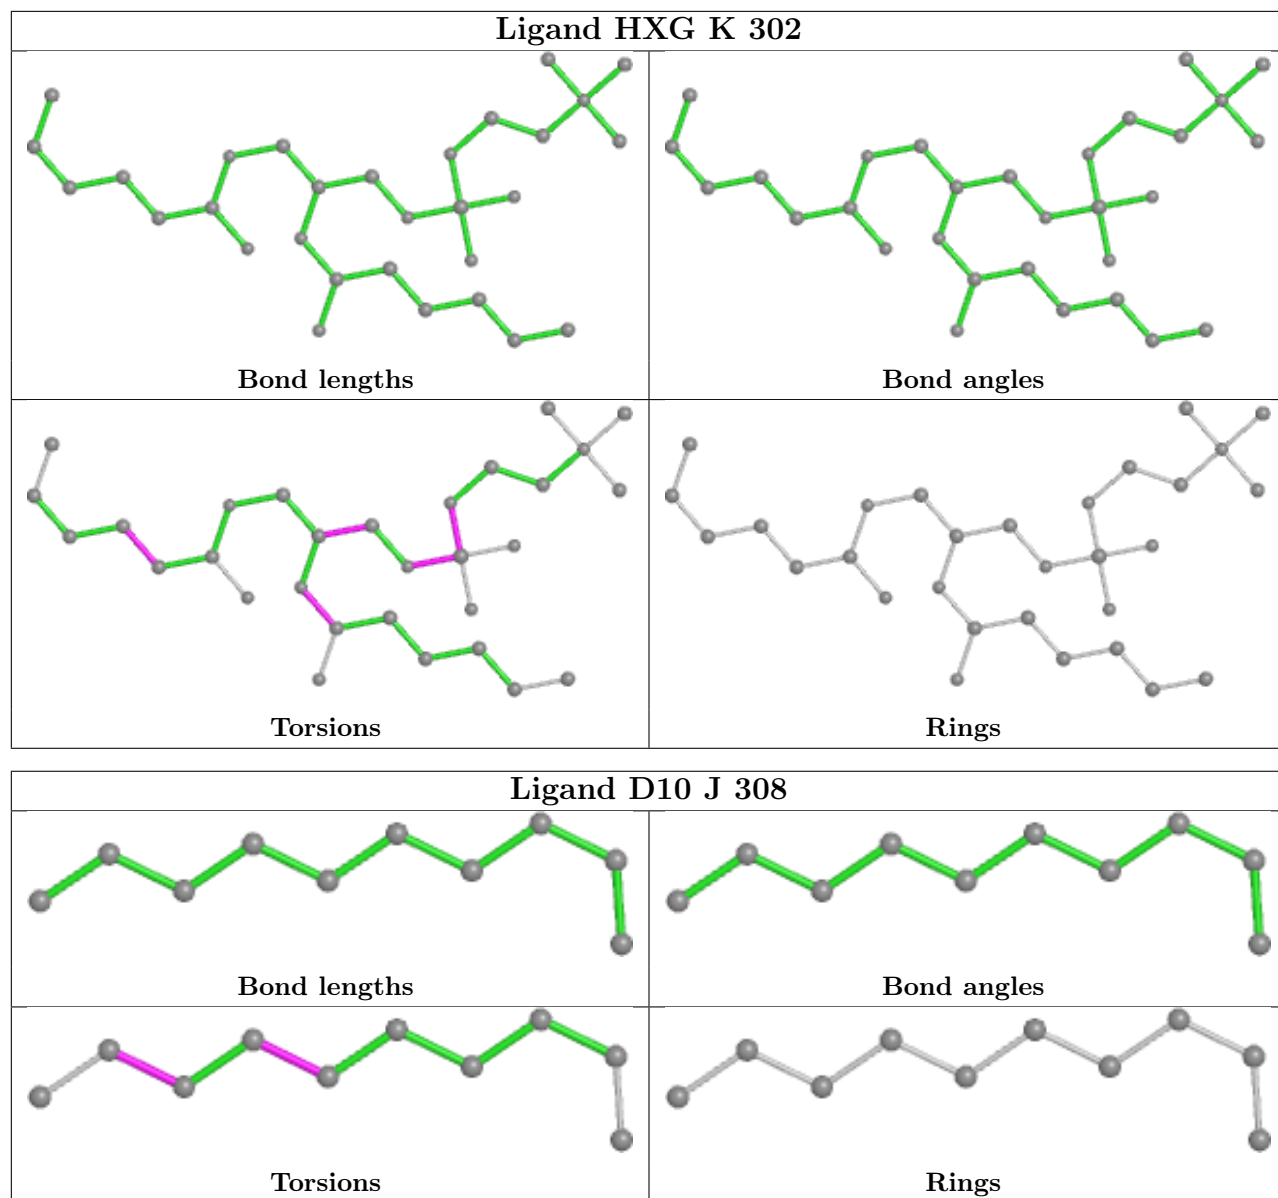 Ligand HXG K 302
Bond lengths
Bond angles
Torsions
Rings
Ligand D10 J 308
Bond lengths
Bond angles
Torsions
Rings